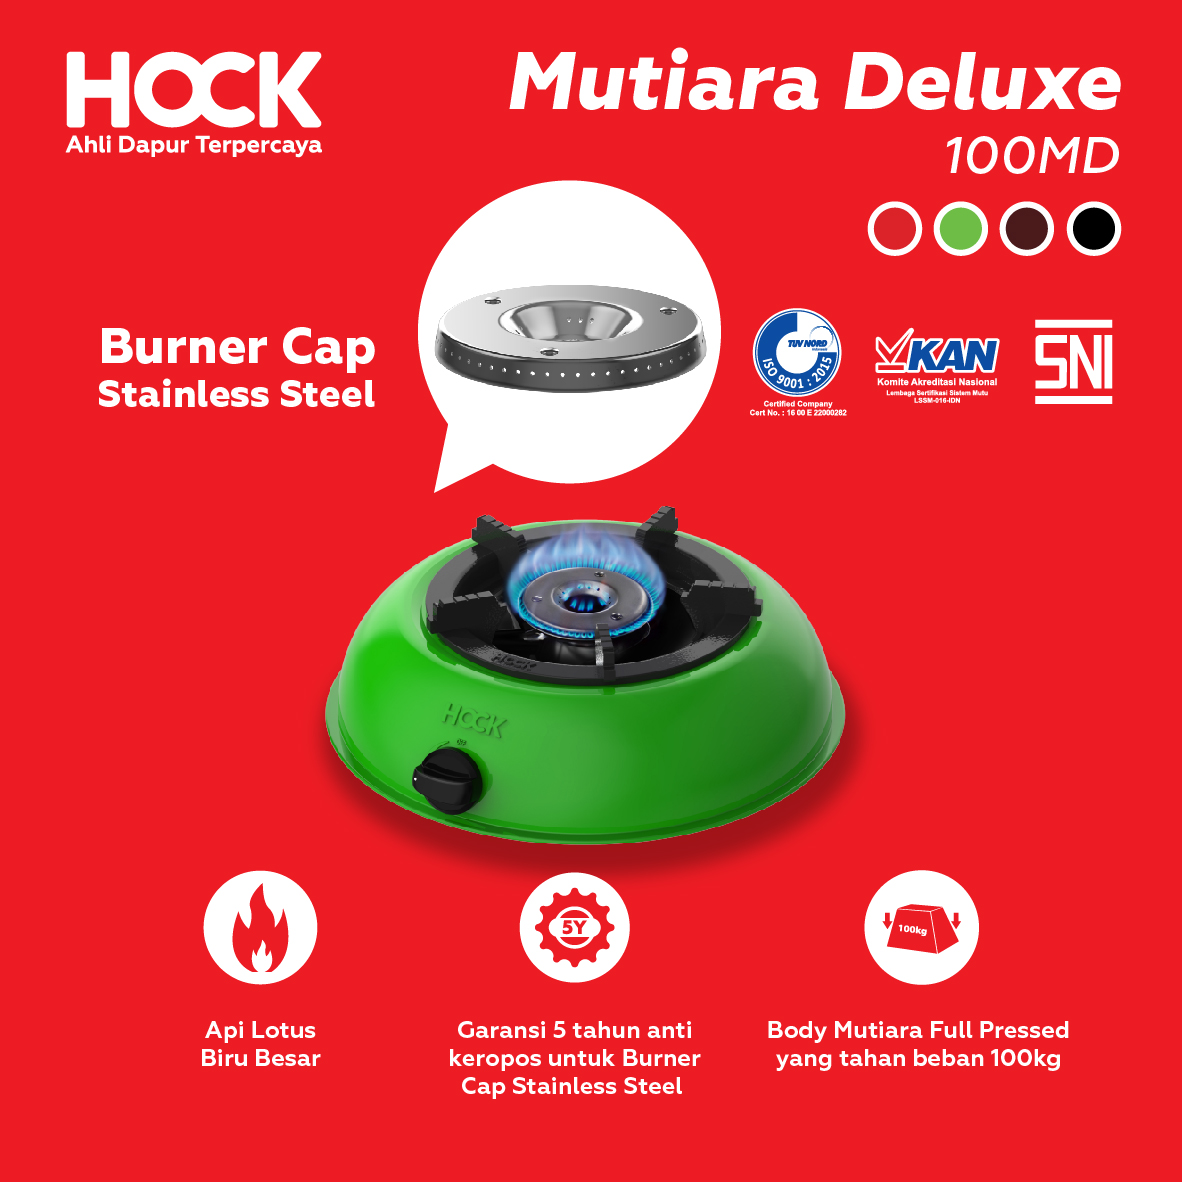 HOCK
Ahli Dapur Terpercaya
Mutiara Deluxe
100MD
Burner Cap
Stainless Steel
TUV NORD
ISO 9001 : 2015
Certified Company
Cert No. : 16 00 E 22000282
KAN
Komite Akreditasi Nasional
Lembaga Sertifikasi Sistem Mutu
LSSM-016-IDN
SNI
HOCK
HOCK
5Y
100kg
Api Lotus
Biru Besar
Garansi 5 tahun anti
keropos untuk Burner
Cap Stainless Steel
Body Mutiara Full Pressed
yang tahan beban 100kg